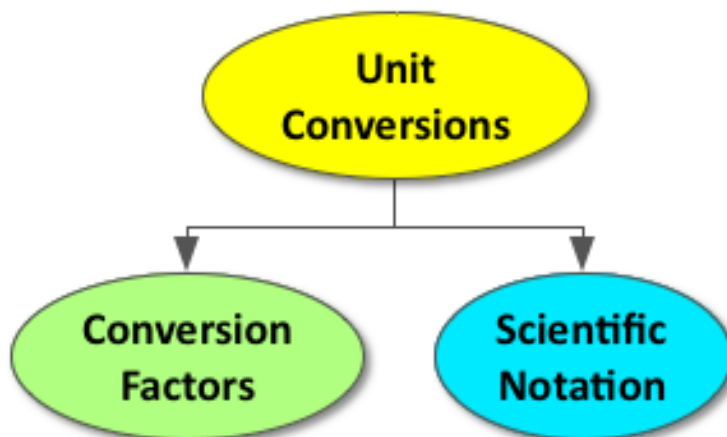 Unit
Conversions
Conversion
Factors
Scientific
Notation